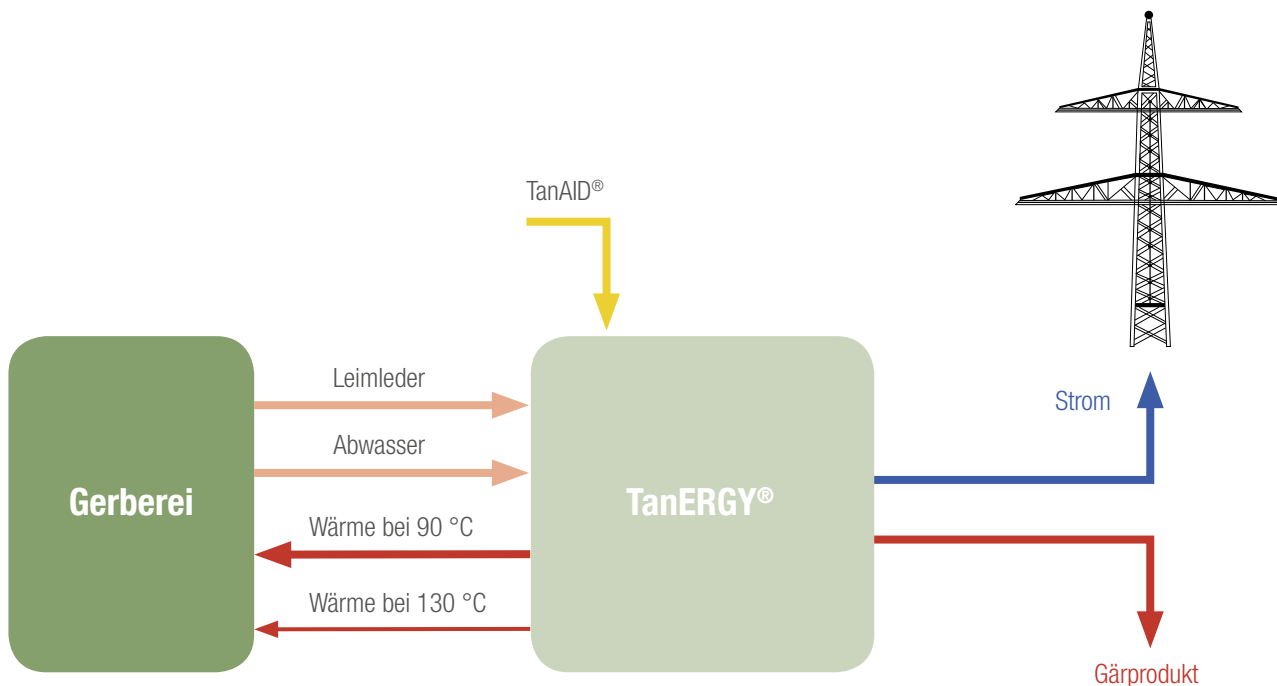 TanAID®
Leimleder
Strom
Abwasser
Gerberei
TanERGY®
Wärme bei 90 °C
Wärme bei 130 °C
Gärprodukt